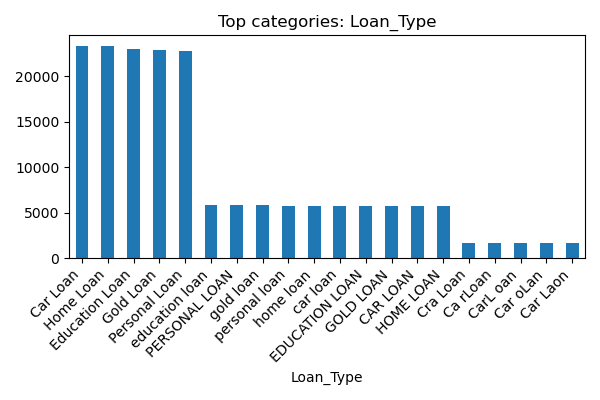 Top categories: Loan_Type
20000
15000
10000
5000
0
Car Loan
Home Loan
Education Loan
Gold Loan
Personal Loan
education loan
PERSONAL LOAN
gold loan
personal loan
home loan
car loan
EDUCATION LOAN
GOLD LOAN
CAR LOAN
HOME LOAN
Cra Loan
Ca rLoan
CarL oan
Car oLan
Car Laon
Loan_Type